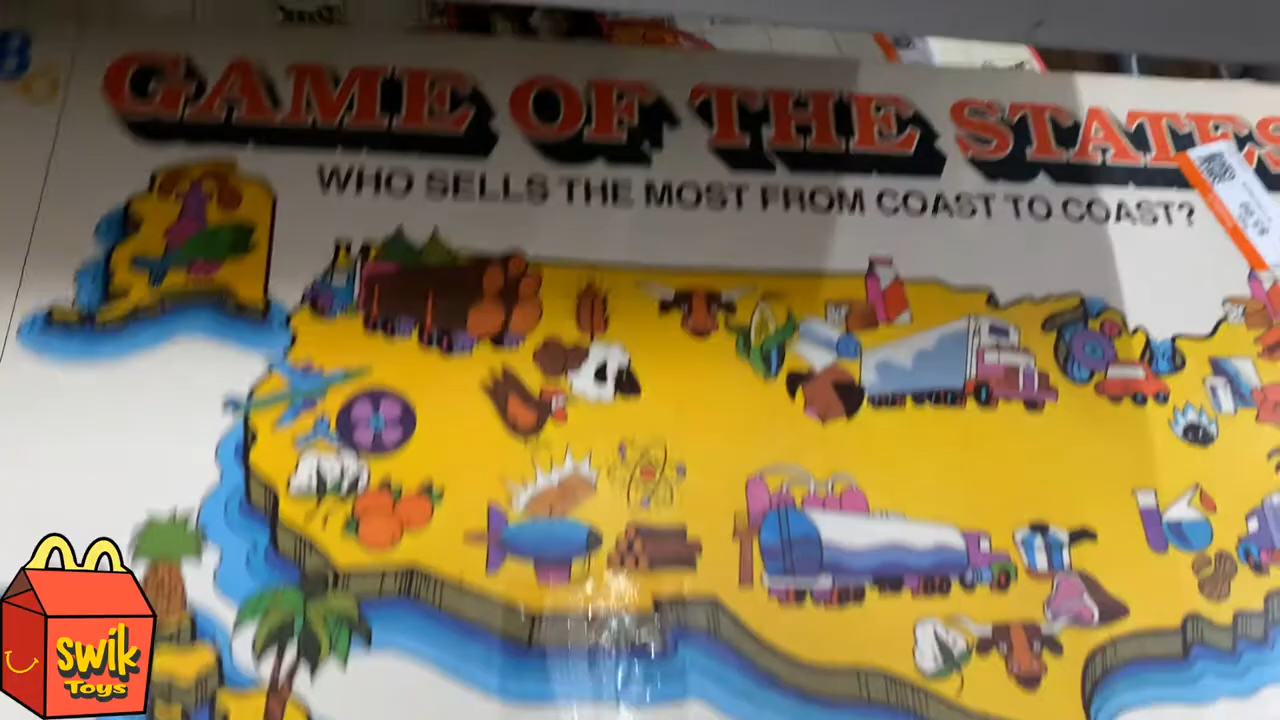 GAME OF THE STATES
WHO SELLS THE MOST FROM COAST TO COAST?
Swik
Toys